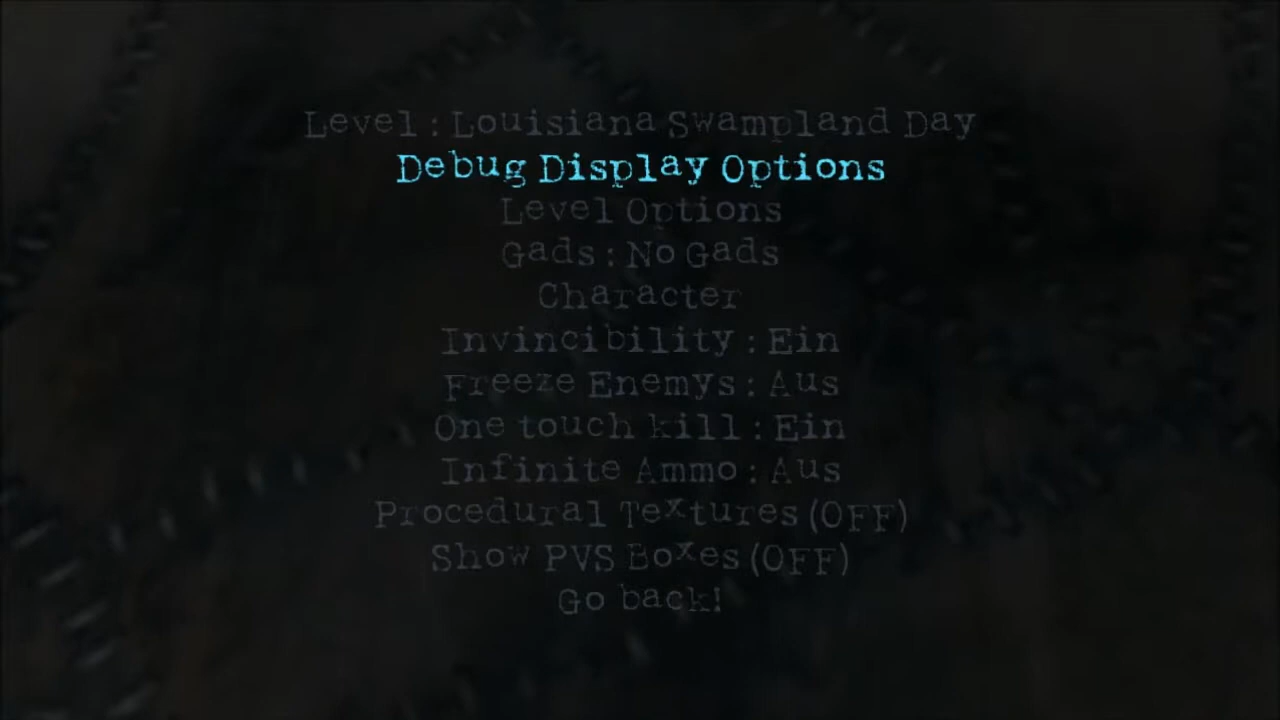 Level : Louisiana Swampland Day
Debug Display Options
Level Options
Gads : No Gads
Character
Invincibility : Ein
Freeze Enemys : Aus
One touch kill : Ein
Infinite Ammo : Aus
Procedural Textures (OFF)
Show PVS Boxes (OFF)
Go back!